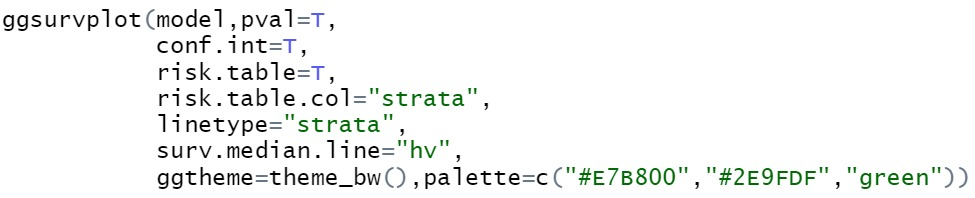 ggsurvplot(model,pval=T,
conf.int=T,
risk.table=T,
risk.table.col="strata",
linetype="strata",
surv.median.line="hv",
ggtheme=theme_bw(),palette=c("#E7B800","#2E9FDF","green"))